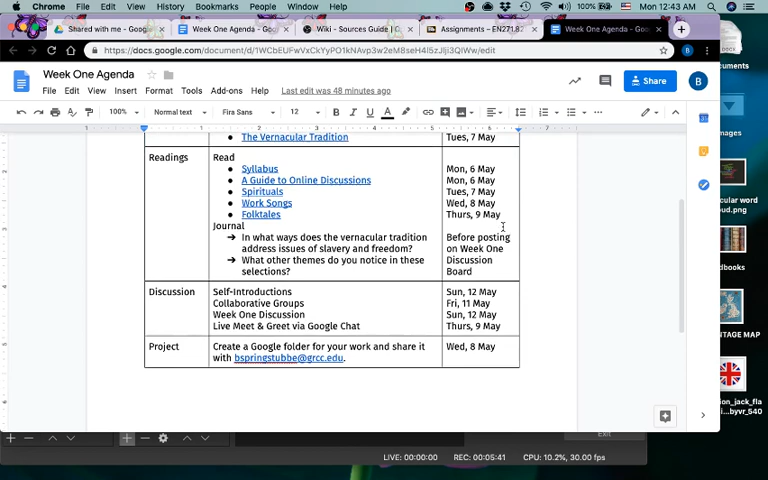 Chrome File Edit View History Bookmarks People Window Help 100% Mon 12:43 AM
Shared with me - Google Week One Agenda - Google Wiki - Sources Guide | C Assignments – EN271.82 Week One Agenda - Goog
https://docs.google.com/document/d/1WCbEUFwVxCkYyPO1kNAvp3w2eM8seH4l5zJlji3QiWw/edit
Week One Agenda
File Edit View Insert Format Tools Add-ons Help Last edit was 48 minutes ago
Share
B
100% Normal text Fira Sans 12 B I U A
The Vernacular Tradition Tues, 7 May
Readings Read
Syllabus Mon, 6 May
A Guide to Online Discussions Mon, 6 May
Spirituals Tues, 7 May
Work Songs Wed, 8 May
Folktales Thurs, 9 May
Journal
In what ways does the vernacular tradition Before posting
address issues of slavery and freedom? on Week One
What other themes do you notice in these Discussion
selections? Board
Discussion Self-Introductions Sun, 12 May
Collaborative Groups Fri, 11 May
Week One Discussion Sun, 12 May
Live Meet & Greet via Google Chat Thurs, 9 May
Project Create a Google folder for your work and share it Wed, 8 May
with bspringstubbe@grcc.edu.
Exit
LIVE: 00:00:00 REC: 00:05:41 CPU: 10.2%, 30.00 fps